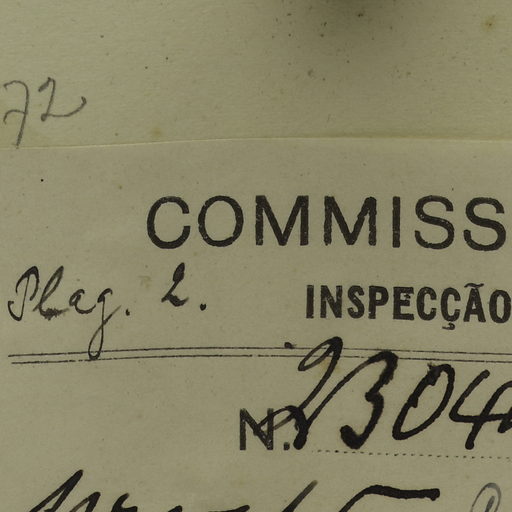 72
COMMISS
Plag. 2.
INSPECÇÃO
N. 2304